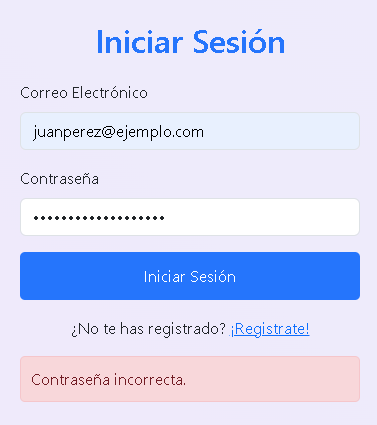 Iniciar Sesión
Correo Electrónico
juanperez@ejemplo.com
Contraseña
•••••••••••••••••••
Iniciar Sesión
¿No te has registrado? ¡Registrate!
Contraseña incorrecta.